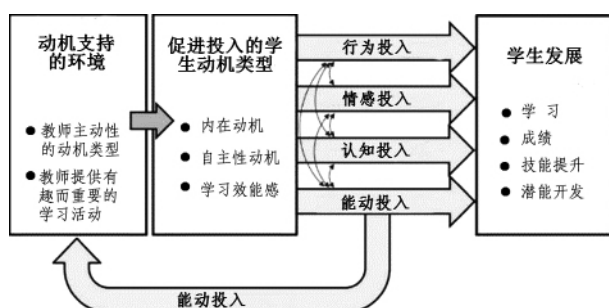 动机支持
的环境
● 教师主动性
的动机类型
● 教师提供有
趣而重要的
学习活动
促进投入的学
生动机类型
● 内在动机
● 自主性动机
● 学习效能感
行为投入
情感投入
认知投入
能动投入
学生发展
● 学 习
● 成绩
● 技能提升
● 潜能开发
能动投入